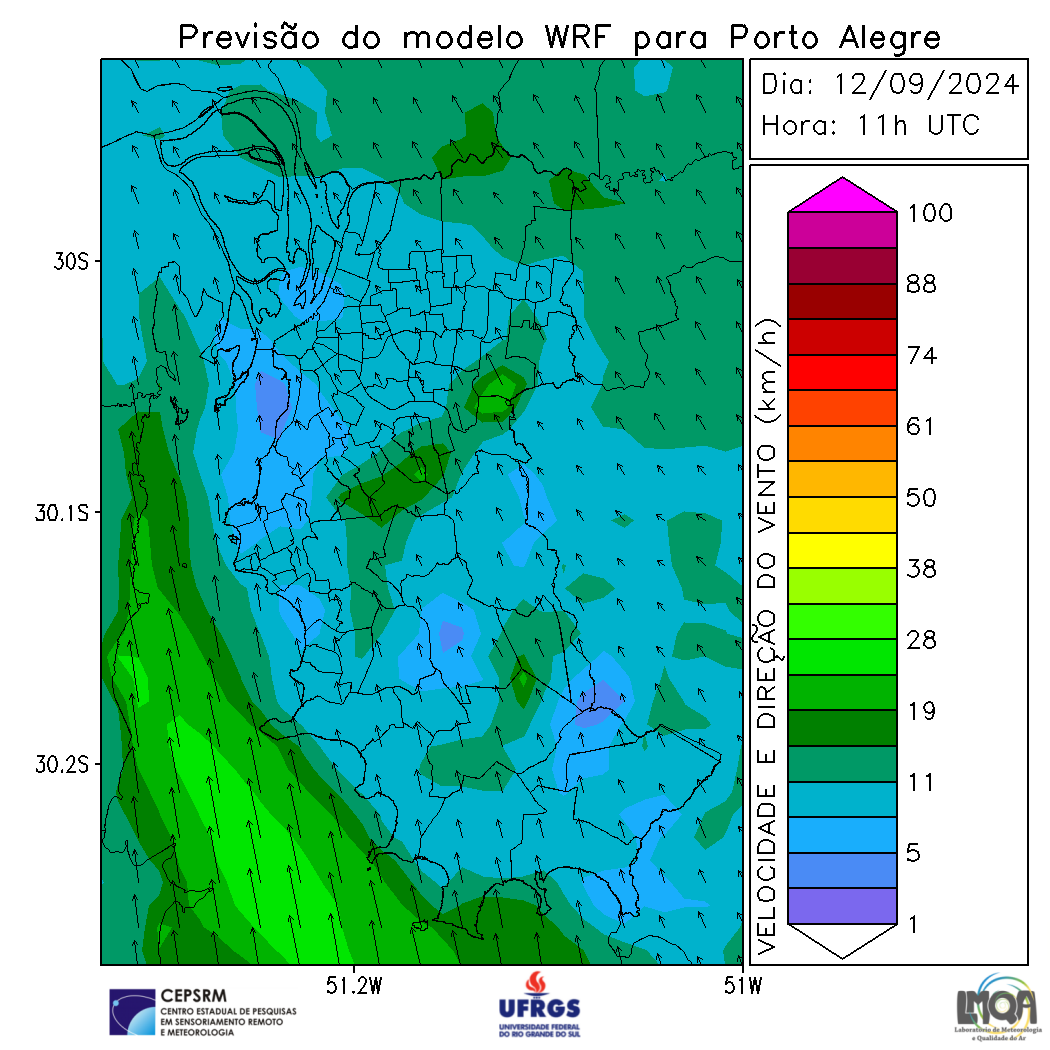 Previsão do modelo WRF para Porto Alegre
Dia: 12/09/2024
Hora: 11h UTC
30S
30.1S
30.2S
51.2W
51W
VELOCIDADE E DIREÇÃO DO VENTO (km/h)
100
88
74
61
50
38
28
19
11
5
1
CEPSRM
CENTRO ESTADUAL DE PESQUISAS
EM SENSORIAMENTO REMOTO
E METEOROLOGIA
UFRGS
UNIVERSIDADE FEDERAL
DO RIO GRANDE DO SUL
LMQA
Laboratório de Meteorologia
e Qualidade do Ar